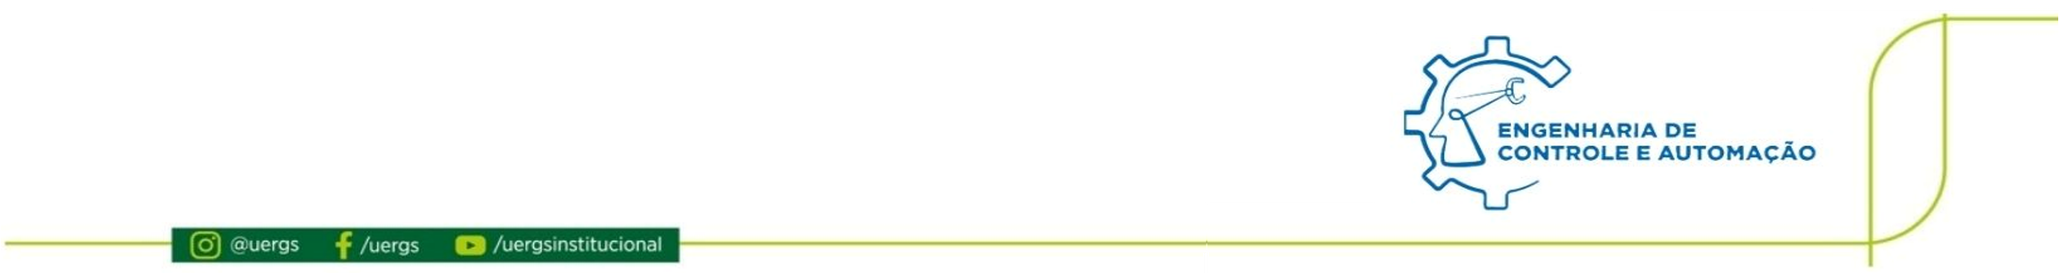 ENGENHARIA DE
CONTROLE E AUTOMAÇÃO
@uergs /uergs /uergsinstitucional